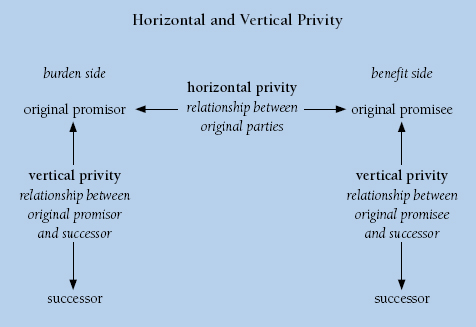 Horizontal and Vertical Privity
burden side
benefit side
horizontal privity
original promisor
relationship between
original promisee
original parties
vertical privity
relationship between
original promisor
and successor
vertical privity
relationship between
original promisee
and successor
successor
successor